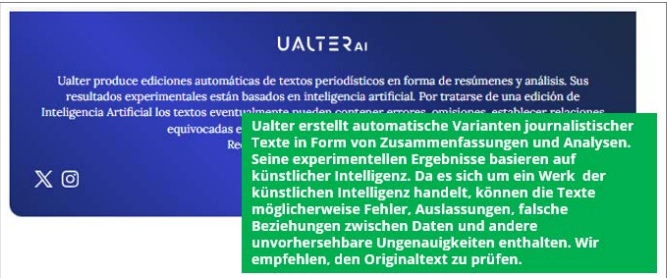 UALTER AI
Ualter produce ediciones automáticas de textos periodísticos en forma de resúmenes y análisis. Sus
resultados experimentales están basados en inteligencia artificial. Por tratarse de una edición de
Inteligencia Artificial los textos eventualmente pueden contener errores, omisiones, establecer relaciones
equivocadas e
Re
Ualter erstellt automatische Varianten journalistischer
Texte in Form von Zusammenfassungen und Analysen.
Seine experimentellen Ergebnisse basieren auf
künstlicher Intelligenz. Da es sich um ein Werk der
künstlichen Intelligenz handelt, können die Texte
möglicherweise Fehler, Auslassungen, falsche
Beziehungen zwischen Daten und andere
unvorhersehbare Ungenauigkeiten enthalten. Wir
empfehlen, den Originaltext zu prüfen.